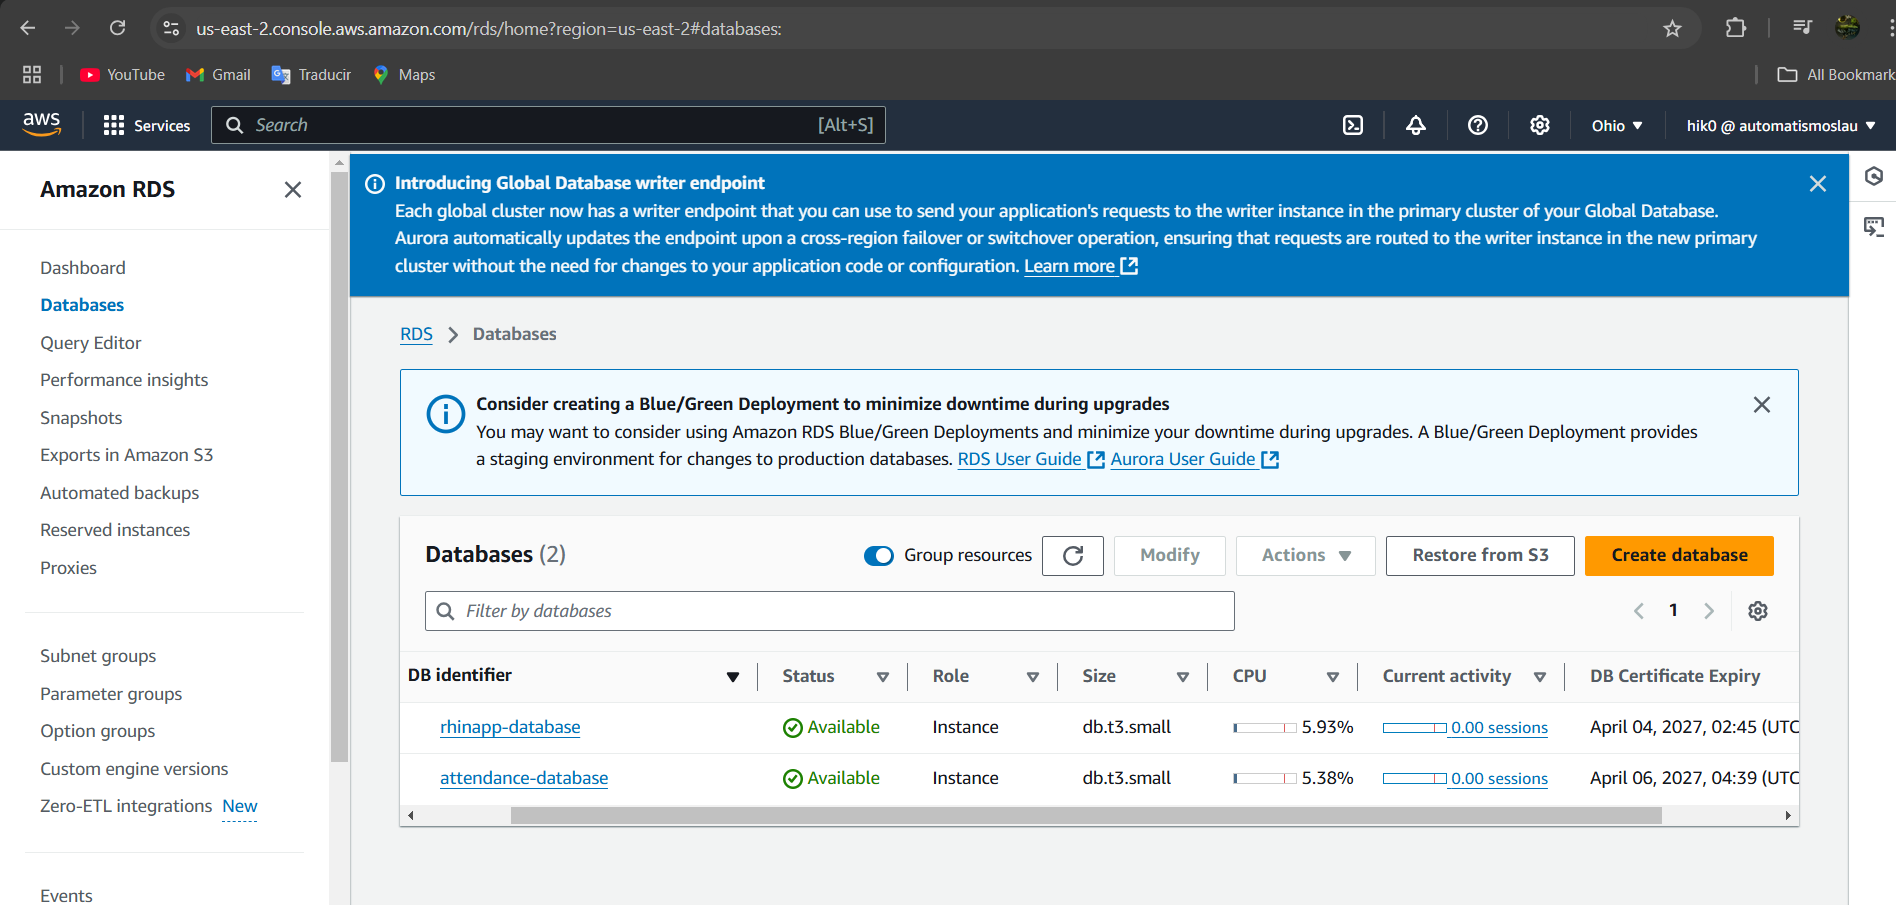 us-east-2.console.aws.amazon.com/rds/home?region=us-east-2#databases:
YouTube Gmail Traducir Maps All Bookmark
aws Services Search [Alt+S] Ohio hik0 @ automatismoslau
Amazon RDS
Dashboard
Databases
Query Editor
Performance insights
Snapshots
Exports in Amazon S3
Automated backups
Reserved instances
Proxies
Subnet groups
Parameter groups
Option groups
Custom engine versions
Zero-ETL integrations New
Events
Introducing Global Database writer endpoint
Each global cluster now has a writer endpoint that you can use to send your application's requests to the writer instance in the primary cluster of your Global Database.
Aurora automatically updates the endpoint upon a cross-region failover or switchover operation, ensuring that requests are routed to the writer instance in the new primary
cluster without the need for changes to your application code or configuration. Learn more
RDS > Databases
Consider creating a Blue/Green Deployment to minimize downtime during upgrades
You may want to consider using Amazon RDS Blue/Green Deployments and minimize your downtime during upgrades. A Blue/Green Deployment provides
a staging environment for changes to production databases. RDS User Guide Aurora User Guide
Databases (2) Group resources Modify Actions Restore from S3 Create database
Filter by databases 1
DB identifier Status Role Size CPU Current activity DB Certificate Expiry
rhinapp-database Available Instance db.t3.small 5.93% 0.00 sessions April 04, 2027, 02:45 (UTC
attendance-database Available Instance db.t3.small 5.38% 0.00 sessions April 06, 2027, 04:39 (UTC